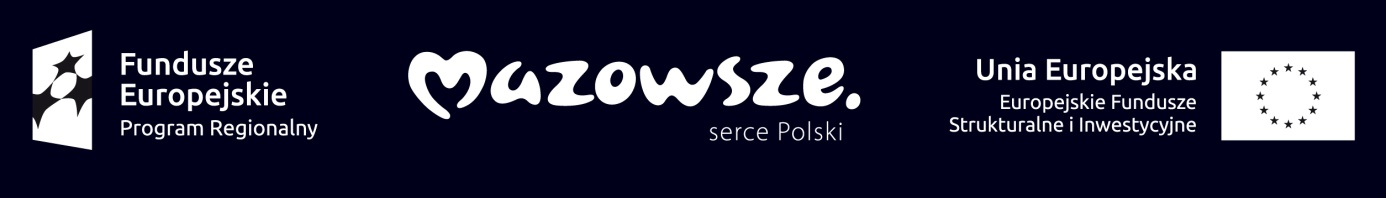 Fundusze
Europejskie
Program Regionalny
Mazowsze.
serce Polski
Unia Europejska
Europejskie Fundusze
Strukturalne i Inwestycyjne